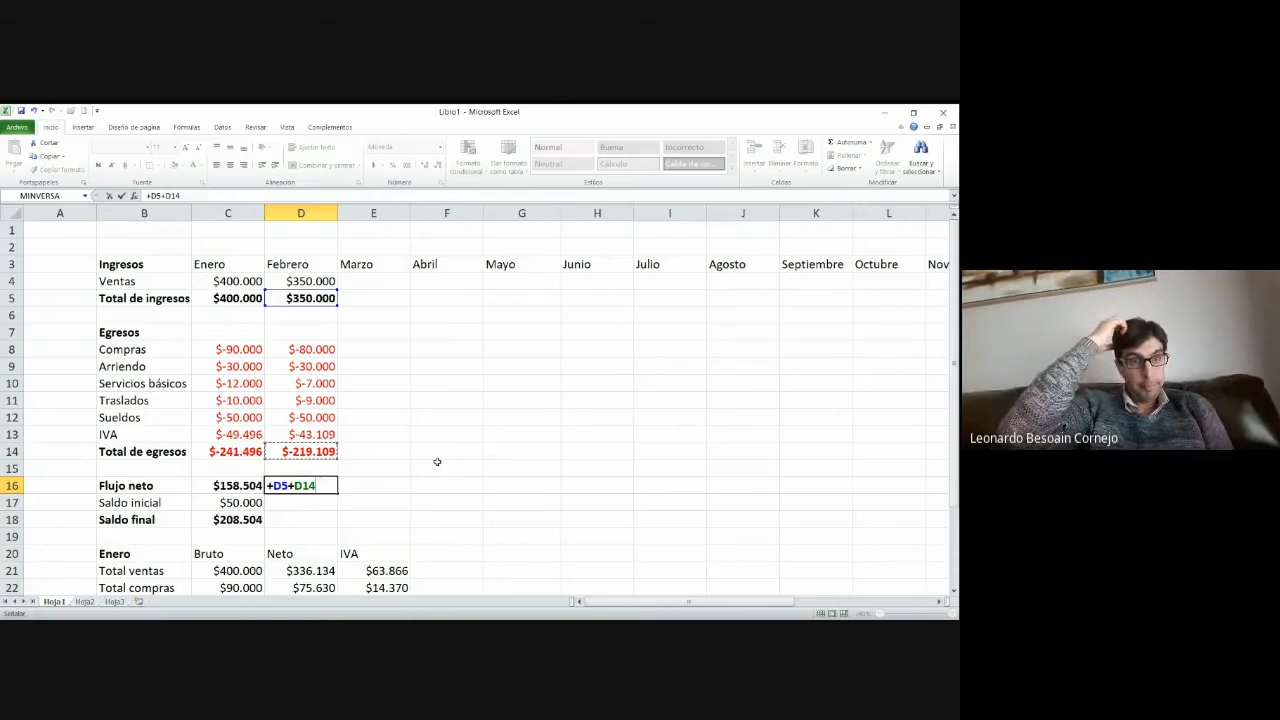 Libro1 - Microsoft Excel
Archivo Inicio Insertar Diseño de página Fórmulas Datos Revisar Vista Complementos
Cortar
Copiar
Copiar formato
Pegar
Portapapeles
11
N K S
Fuente
Ajustar texto
Combinar y centrar
Alineación
Moneda
$ % 000
Número
Formato condicional
Dar formato como tabla
Normal Buena Incorrecto
Neutral Cálculo Celda de co...
Estilos
Insertar Eliminar Formato
Celdas
Autosuma
Rellenar
Borrar
Ordenar y filtrar
Buscar y seleccionar
Modificar
MINVERSA fx +D5+D14
A B C D E F G H I J K L
1
2
3 Ingresos Enero Febrero Marzo Abril Mayo Junio Julio Agosto Septiembre Octubre Nov
4 Ventas $400.000 $350.000
5 Total de ingresos $400.000 $350.000
6
7 Egresos
8 Compras $-90.000 $-80.000
9 Arriendo $-30.000 $-30.000
10 Servicios básicos $-12.000 $-7.000
11 Traslados $-10.000 $-9.000
12 Sueldos $-50.000 $-50.000
13 IVA $-49.496 $-43.109
14 Total de egresos $-241.496 $-219.109
15
16 Flujo neto $158.504 +D5+D14
17 Saldo inicial $50.000
18 Saldo final $208.504
19
20 Enero Bruto Neto IVA
21 Total ventas $400.000 $336.134 $63.866
22 Total compras $90.000 $75.630 $14.370
Hoja1 Hoja2 Hoja3
Señalar
Leonardo Besoain Cornejo